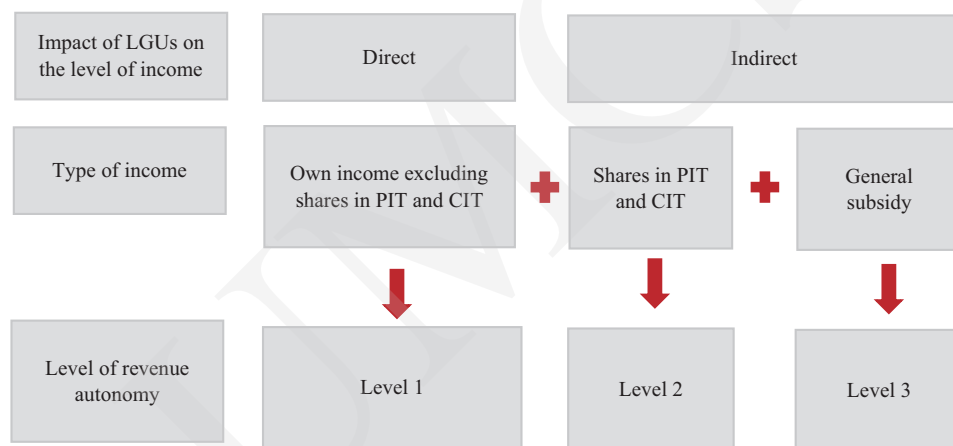 Impact of LGUs on
the level of income
Direct
Indirect
Type of income
Own income excluding
shares in PIT and CIT
Shares in PIT
and CIT
General
subsidy
Level of revenue
autonomy
Level 1
Level 2
Level 3
UMC